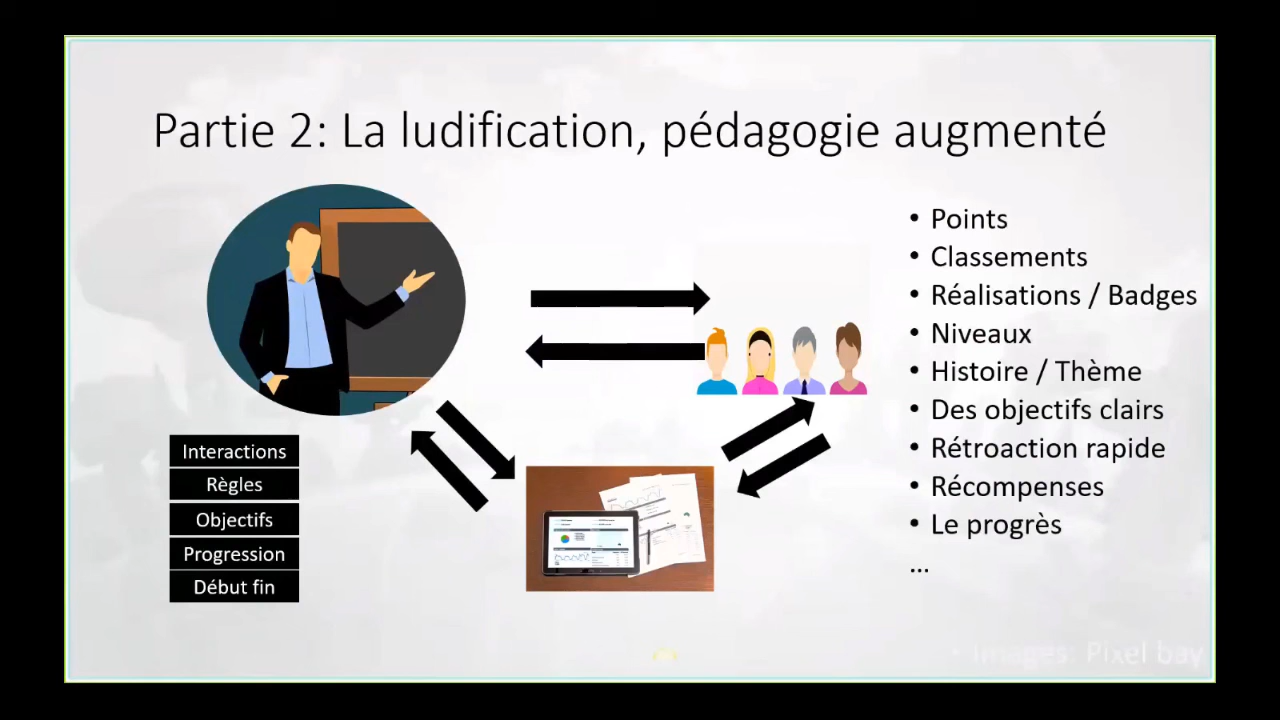 Partie 2: La ludification, pédagogie augmenté
Interactions
Règles
Objectifs
Progression
Début fin
• Points
• Classements
• Réalisations / Badges
• Niveaux
• Histoire / Thème
• Des objectifs clairs
• Rétroaction rapide
• Récompenses
• Le progrès
...
• Images: Pixel bay